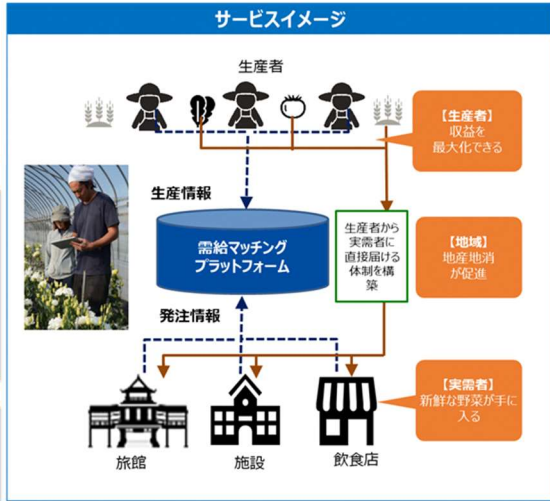 サービスイメージ
生産者
【生産者】
収益を
最大化できる
生産情報
需給マッチング
プラットフォーム
生産者から
実需者に
直接届ける
体制を構
築
【地域】
地産地消
が促進
発注情報
【実需者】
新鮮な野菜が手に
入る
旅館
施設
飲食店